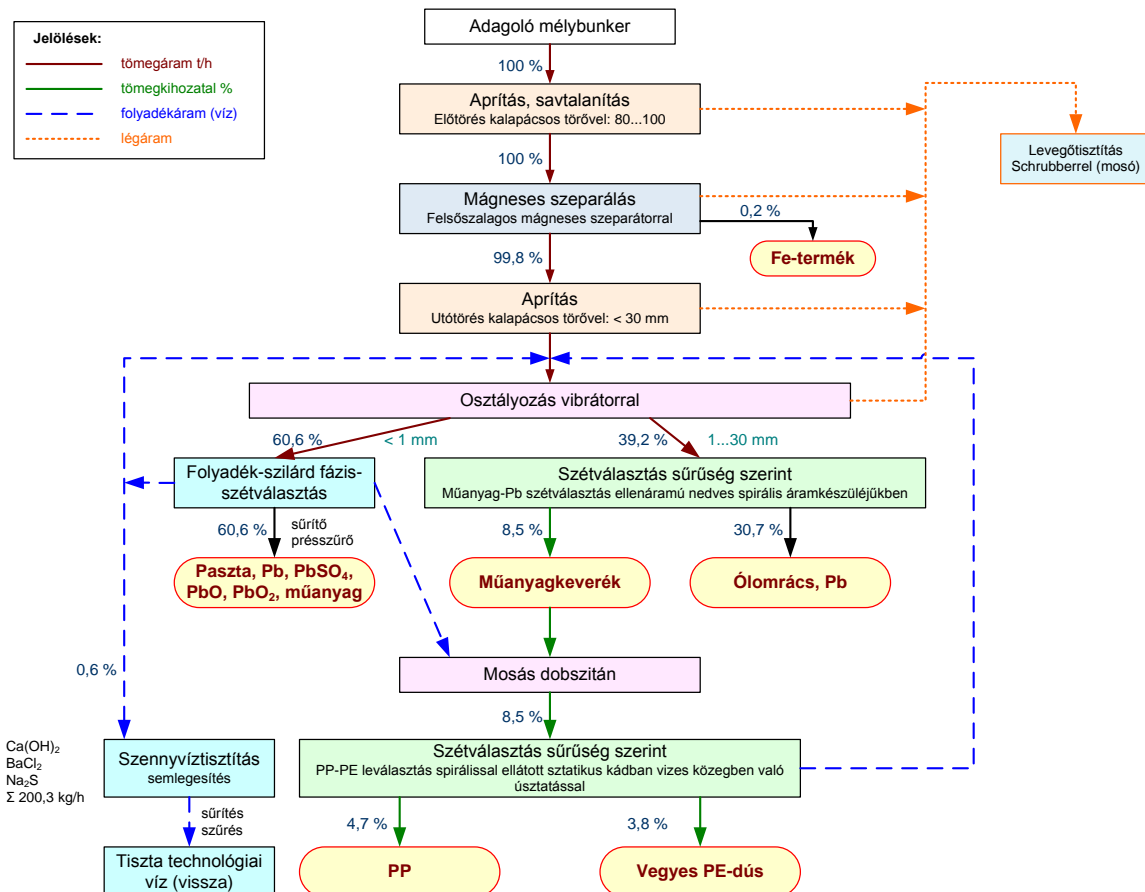 Jelölések:
tömegáram t/h
tömegkihozatal %
folyadékáram (víz)
légáram
Adagoló mélybunker
100 %
Aprítás, savtalanítás
Előtörés kalapácsos törővel: 80...100
100 %
Levegőtisztítás
Schrubberrel (mosó)
Mágneses szeparálás
Felsőszalagos mágneses szeparátorral
0,2 %
Fe-termék
99,8 %
Aprítás
Utótörés kalapácsos törővel: < 30 mm
Osztályozás vibrátorral
60,6 %
< 1 mm
39,2 %
1...30 mm
Folyadék-szilárd fázis-
szétválasztás
Szétválasztás sűrűség szerint
Műanyag-Pb szétválasztás ellenáramú nedves spirális áramkészüléjűkben
60,6 %
sűrítő
présszűrő
8,5 %
30,7 %
Paszta, Pb, PbSO₄,
PbO, PbO₂, műanyag
Műanyagkeverék
Ólomrács, Pb
0,6 %
Mosás dobszitán
8,5 %
Ca(OH)₂
BaCl₂
Na₂S
Σ 200,3 kg/h
Szennyvíztisztítás
semlegesítés
Szétválasztás sűrűség szerint
PP-PE leválasztás spirálissal ellátott sztatikus kádban vizes közegben való
úsztatással
sűrítés
szűrés
4,7 %
3,8 %
Tiszta technológiai
víz (vissza)
PP
Vegyes PE-dús